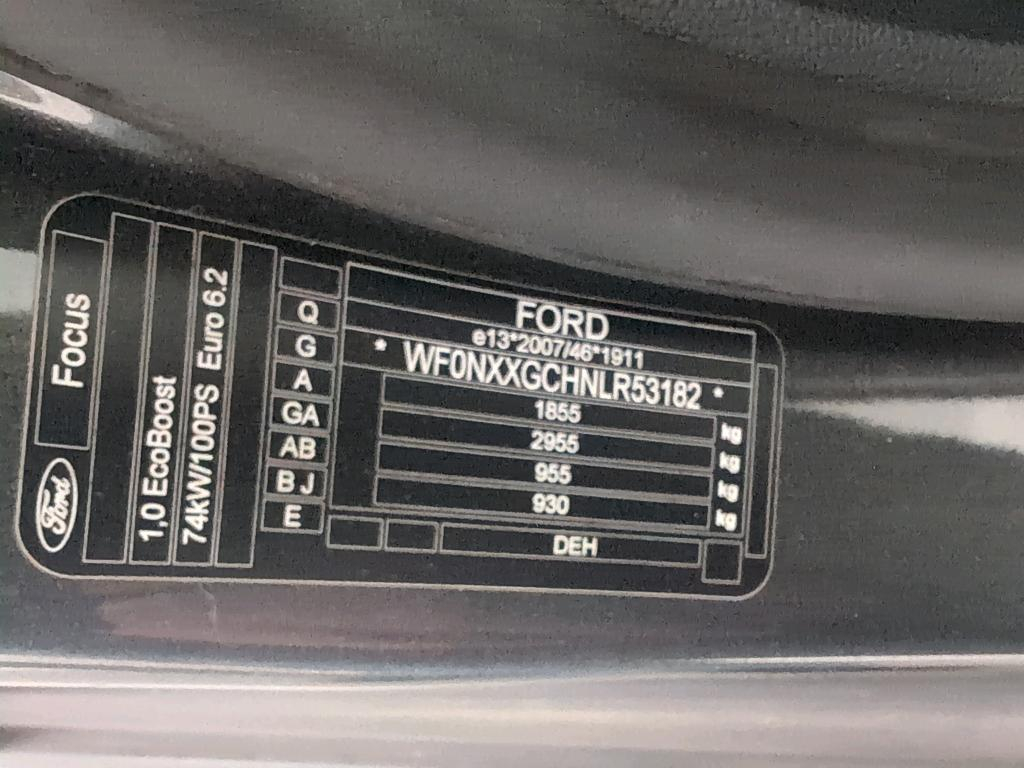 Ford
Focus
1,0 EcoBoost
74kW/100PS Euro 6.2
Q
G
A
GA
AB
B J
E
FORD
e13*2007/46*1911
* WF0NXXGCHNLR53182 *
1855 kg
2955 kg
955 kg
930 kg
DEH